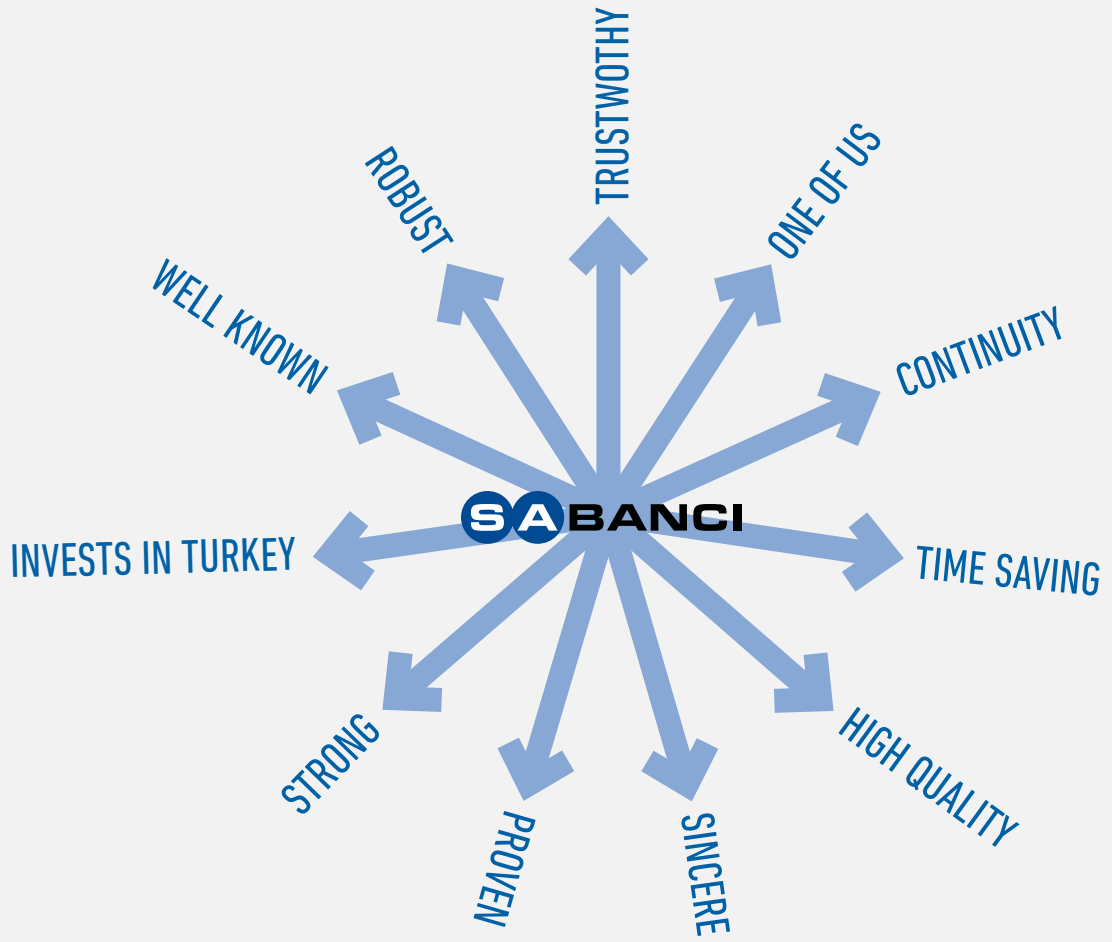 TRUSTWOTHY
ONE OF US
CONTINUITY
TIME SAVING
HIGH QUALITY
SINCERE
PROVEN
STRONG
INVESTS IN TURKEY
WELL KNOWN
ROBUST
SABANCI